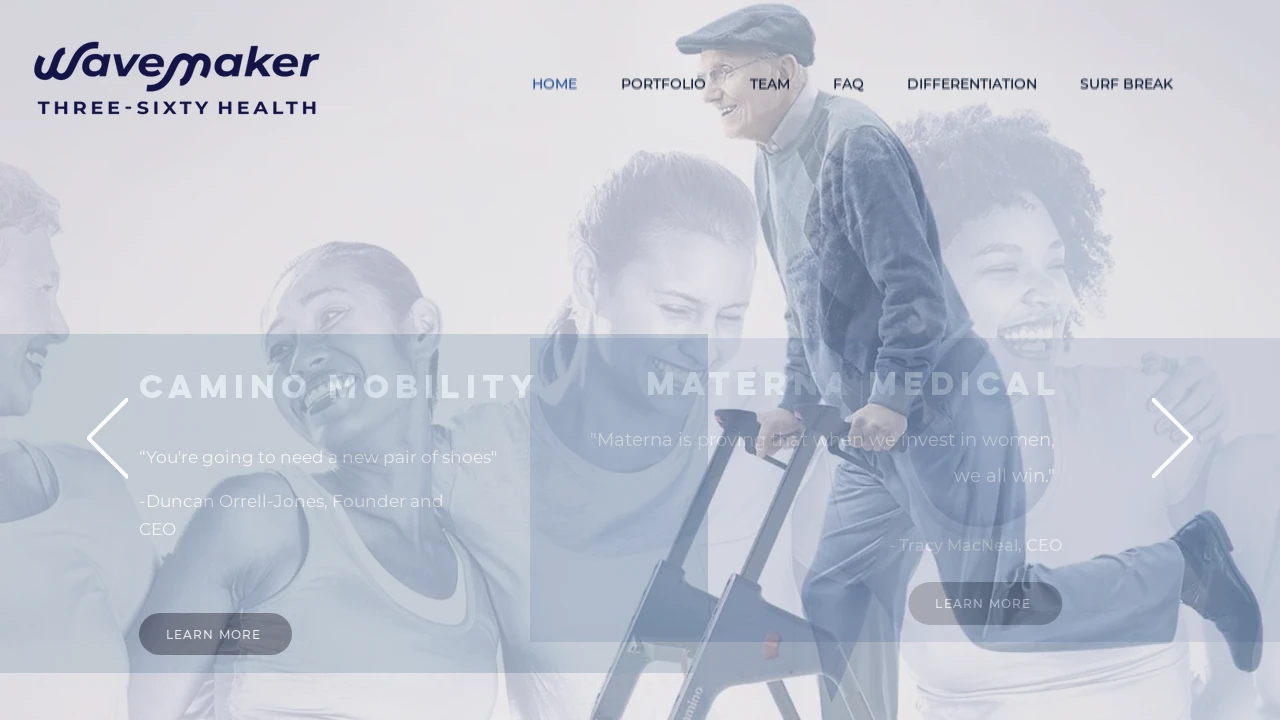 Wavemaker
THREE-SIXTY HEALTH
HOME PORTFOLIO TEAM FAQ DIFFERENTIATION SURF BREAK
CAMINO MOBILITY
"You're going to need a new pair of shoes"
-Duncan Orrell-Jones, Founder and
CEO
LEARN MORE
MATERNA MEDICAL
"Materna is proving that when we invest in women,
we all win."
- Tracy MacNeal, CEO
LEARN MORE
camino